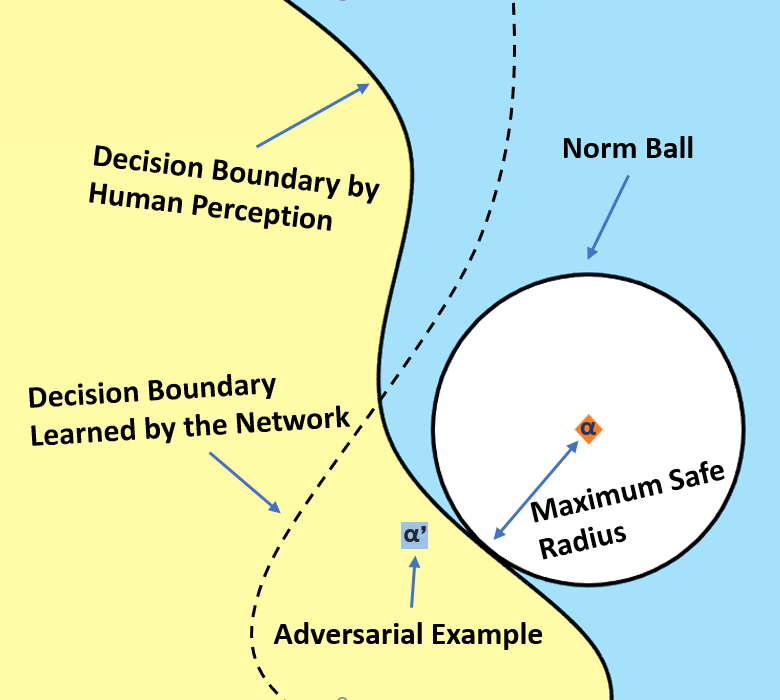 Decision Boundary by
Human Perception
Norm Ball
Decision Boundary
Learned by the Network
α
Maximum Safe
Radius
α’
Adversarial Example